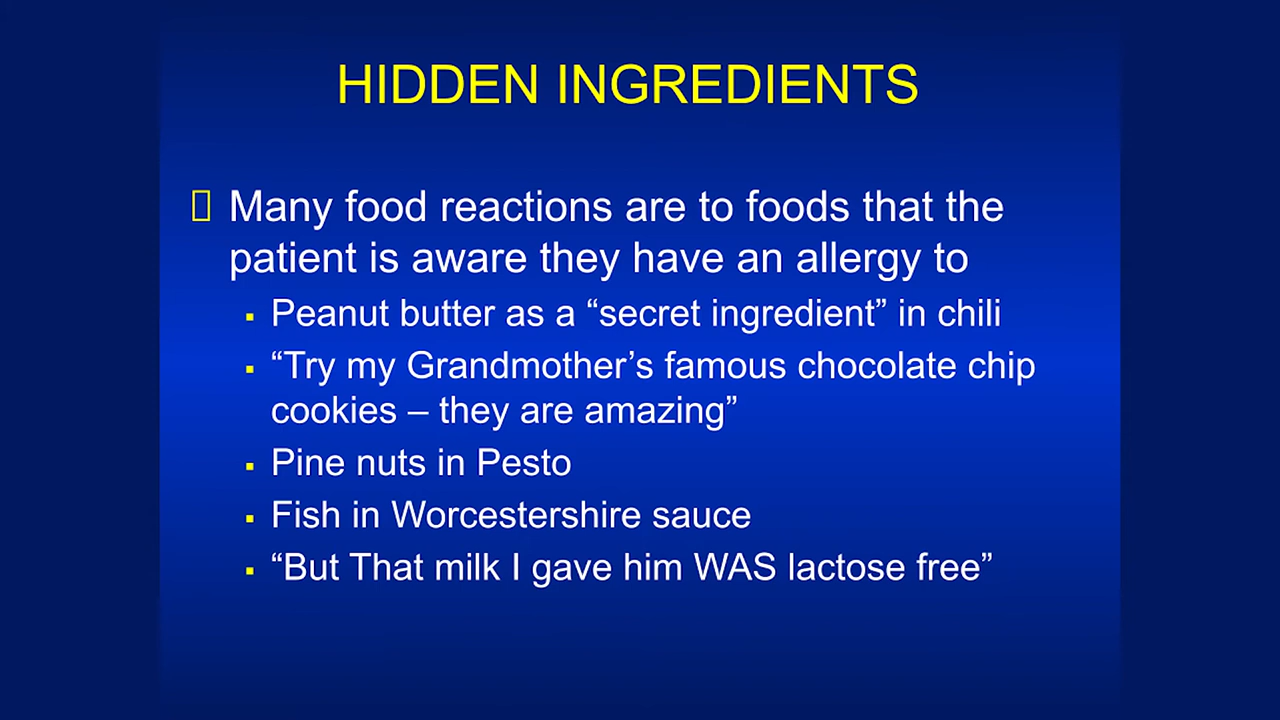 HIDDEN INGREDIENTS
Many food reactions are to foods that the
patient is aware they have an allergy to
▪ Peanut butter as a “secret ingredient” in chili
▪ “Try my Grandmother’s famous chocolate chip
cookies – they are amazing”
▪ Pine nuts in Pesto
▪ Fish in Worcestershire sauce
▪ “But That milk I gave him WAS lactose free”